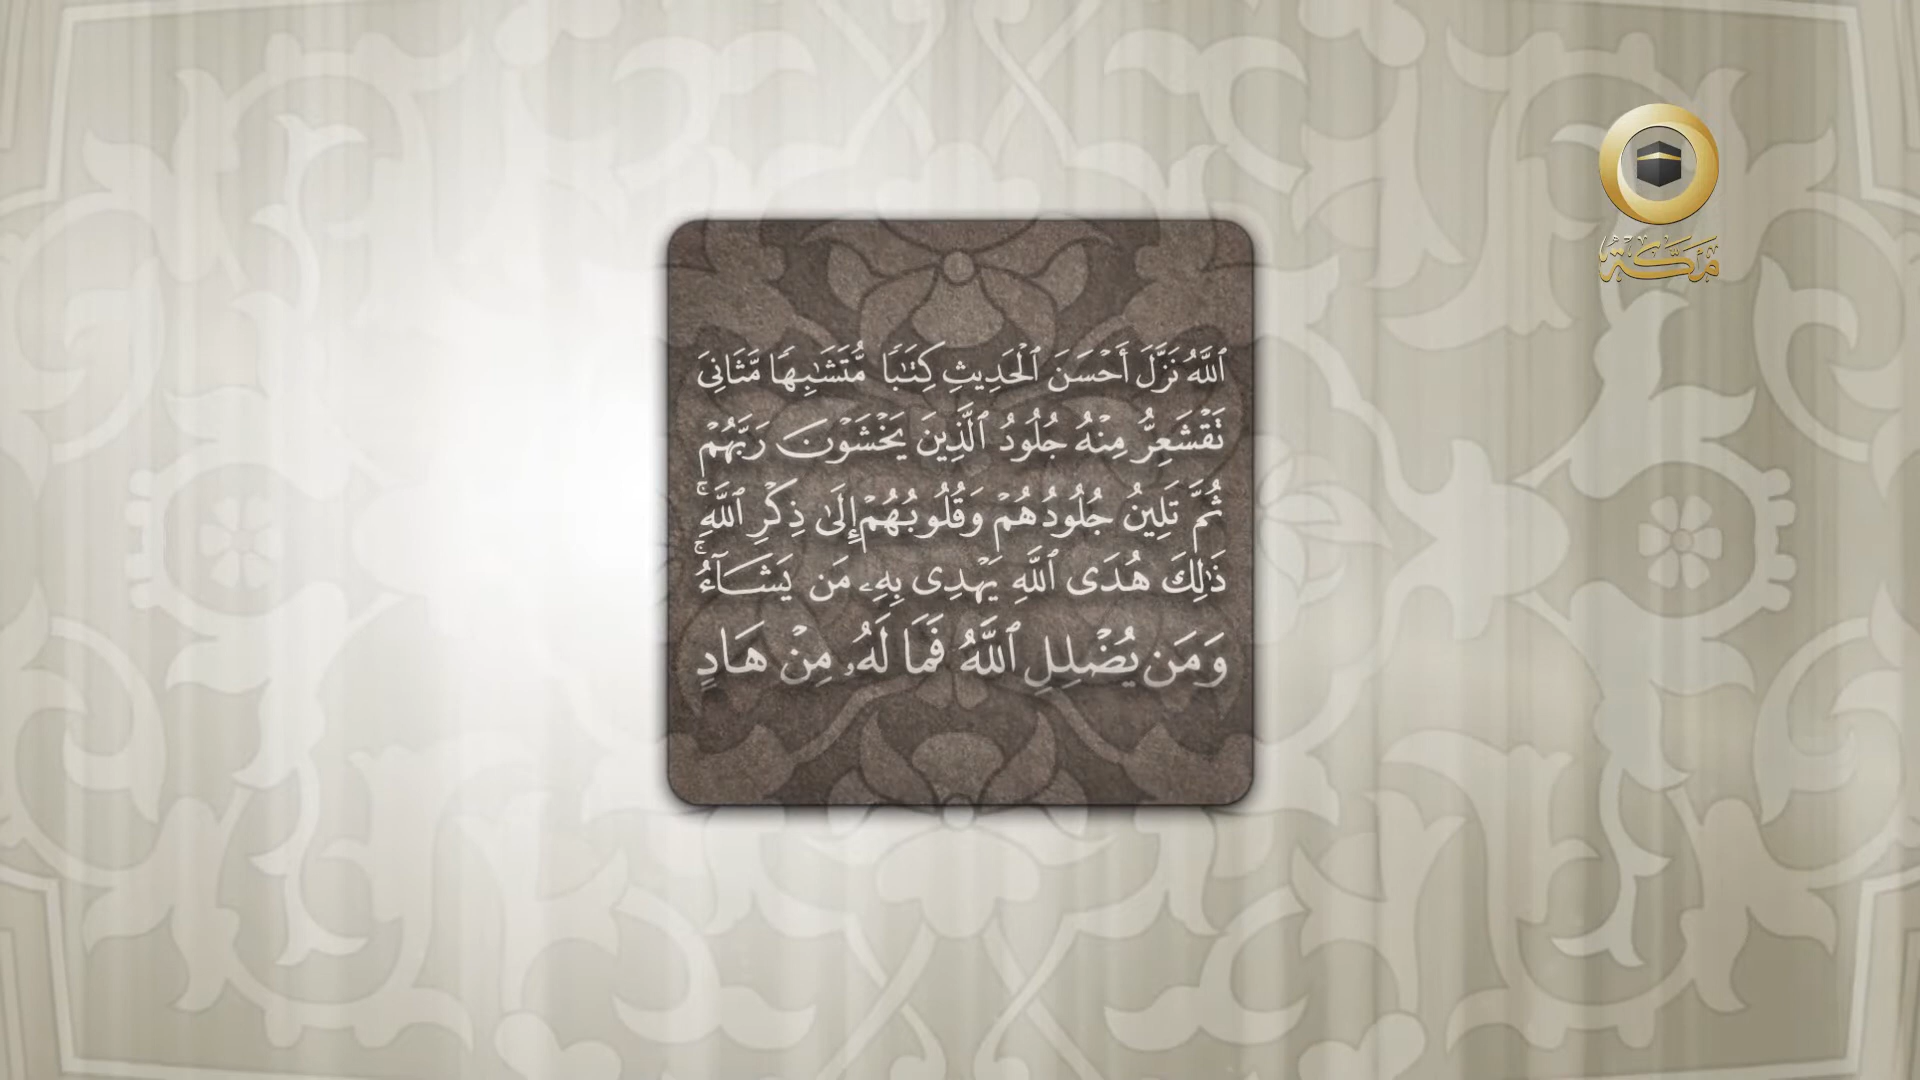 ٱللَّهُ نَزَّلَ أَحْسَنَ ٱلْحَدِيثِ كِتَٰبًا مُّتَشَٰبِهًا مَّثَانِىَ
تَقْشَعِرُّ مِنْهُ جُلُودُ ٱلَّذِينَ يَخْشَوْنَ رَبَّهُمْ
ثُمَّ تَلِينُ جُلُودُهُمْ وَقُلُوبُهُمْ إِلَىٰ ذِكْرِ ٱللَّهِ ۚ
ذَٰلِكَ هُدَى ٱللَّهِ يَهْدِى بِهِۦ مَن يَشَآءُ ۚ
وَمَن يُضْلِلِ ٱللَّهُ فَمَا لَهُۥ مِنْ هَادٍ
مَكَّةُ